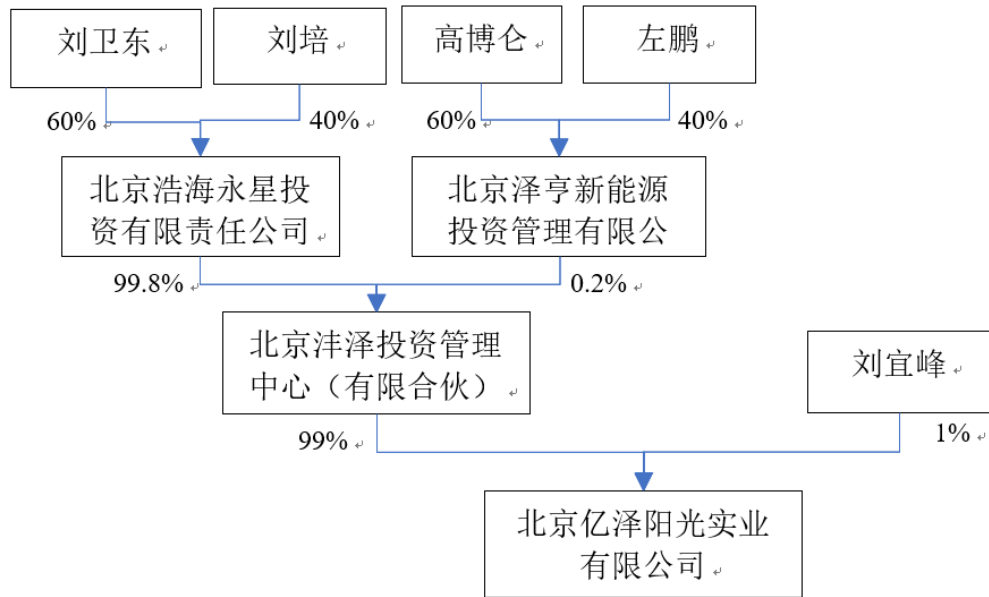 刘卫东
刘培
高博仑
左鹏
60%
40%
60%
40%
北京浩海永星投
资有限责任公司
北京泽亨新能源
投资管理有限公
99.8%
0.2%
北京沣泽投资管理
中心（有限合伙）
刘宜峰
99%
1%
北京亿泽阳光实业
有限公司